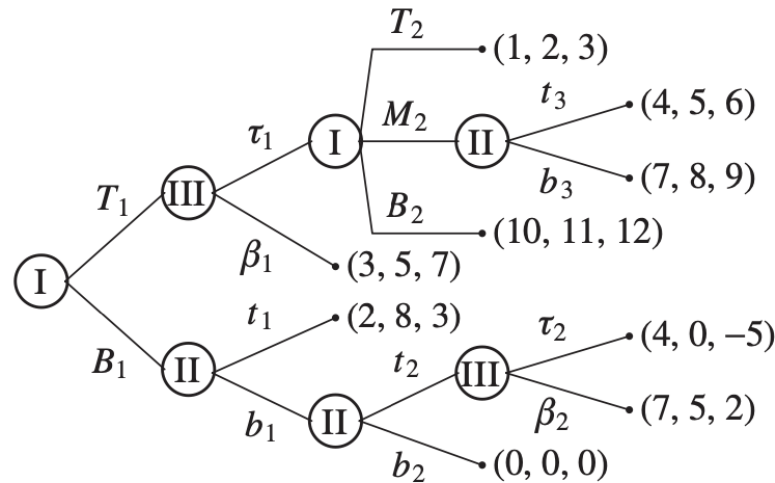 T₂ (1, 2, 3)
t₃ (4, 5, 6)
τ₁ I M₂ II
T₁ III b₃ (7, 8, 9)
B₂ (10, 11, 12)
β₁ (3, 5, 7)
I
t₁ (2, 8, 3)
τ₂ (4, 0, −5)
B₁ II t₂ III
b₁ II β₂ (7, 5, 2)
b₂ (0, 0, 0)